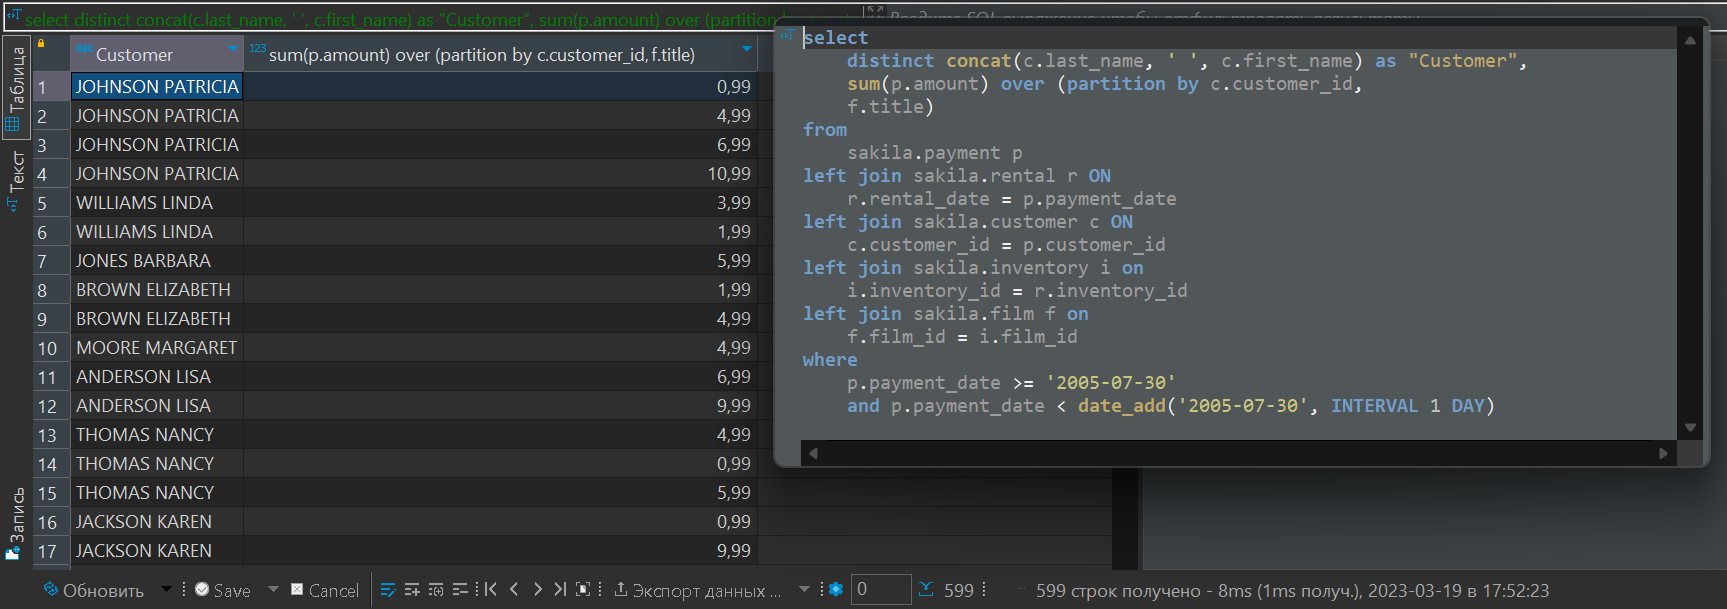 select distinct concat(c.last_name, ' ', c.first_name) as "Customer", sum(p.amount) over (partition
Таблица
Текст
Запись
Customer
123 sum(p.amount) over (partition by c.customer_id, f.title)
1 JOHNSON PATRICIA 0,99
2 JOHNSON PATRICIA 4,99
3 JOHNSON PATRICIA 6,99
4 JOHNSON PATRICIA 10,99
5 WILLIAMS LINDA 3,99
6 WILLIAMS LINDA 1,99
7 JONES BARBARA 5,99
8 BROWN ELIZABETH 1,99
9 BROWN ELIZABETH 4,99
10 MOORE MARGARET 4,99
11 ANDERSON LISA 6,99
12 ANDERSON LISA 9,99
13 THOMAS NANCY 4,99
14 THOMAS NANCY 0,99
15 THOMAS NANCY 5,99
16 JACKSON KAREN 0,99
17 JACKSON KAREN 9,99
select
distinct concat(c.last_name, ' ', c.first_name) as "Customer",
sum(p.amount) over (partition by c.customer_id,
f.title)
from
sakila.payment p
left join sakila.rental r ON
r.rental_date = p.payment_date
left join sakila.customer c ON
c.customer_id = p.customer_id
left join sakila.inventory i on
i.inventory_id = r.inventory_id
left join sakila.film f on
f.film_id = i.film_id
where
p.payment_date >= '2005-07-30'
and p.payment_date < date_add('2005-07-30', INTERVAL 1 DAY)
Обновить Save Cancel Экспорт данных ... 0 599 599 строк получено - 8ms (1ms получ.), 2023-03-19 в 17:52:23